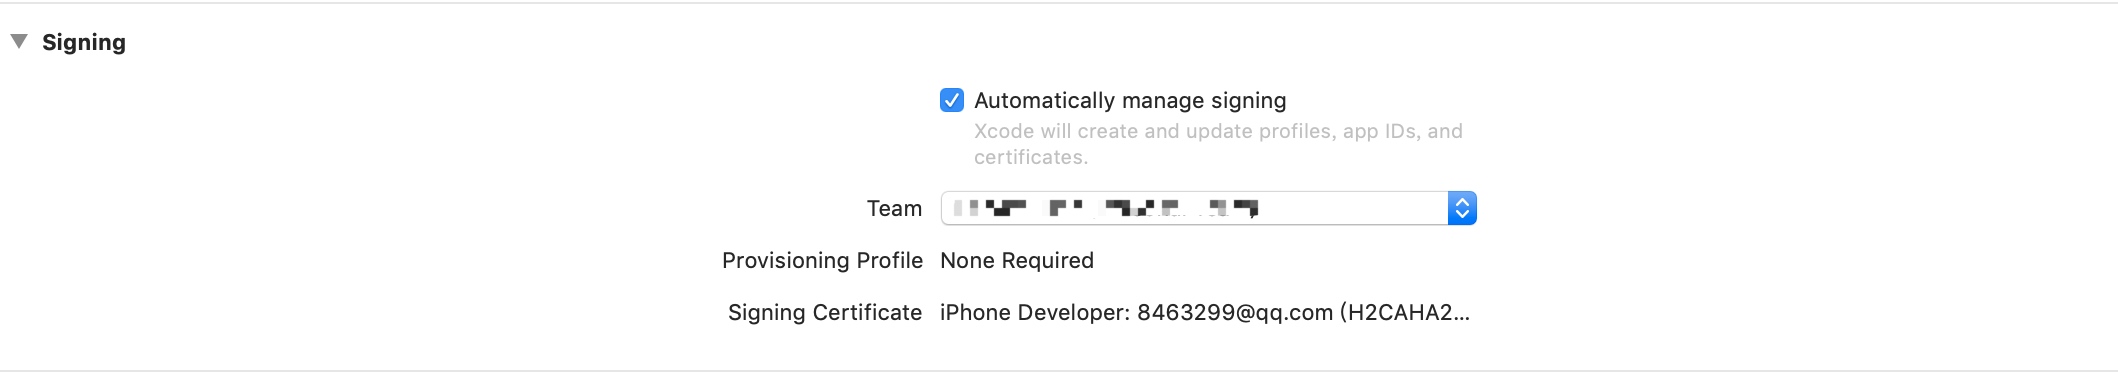 Signing
Automatically manage signing
Xcode will create and update profiles, app IDs, and
certificates.
Team
Provisioning Profile None Required
Signing Certificate iPhone Developer: 8463299@qq.com (H2CAHA2...